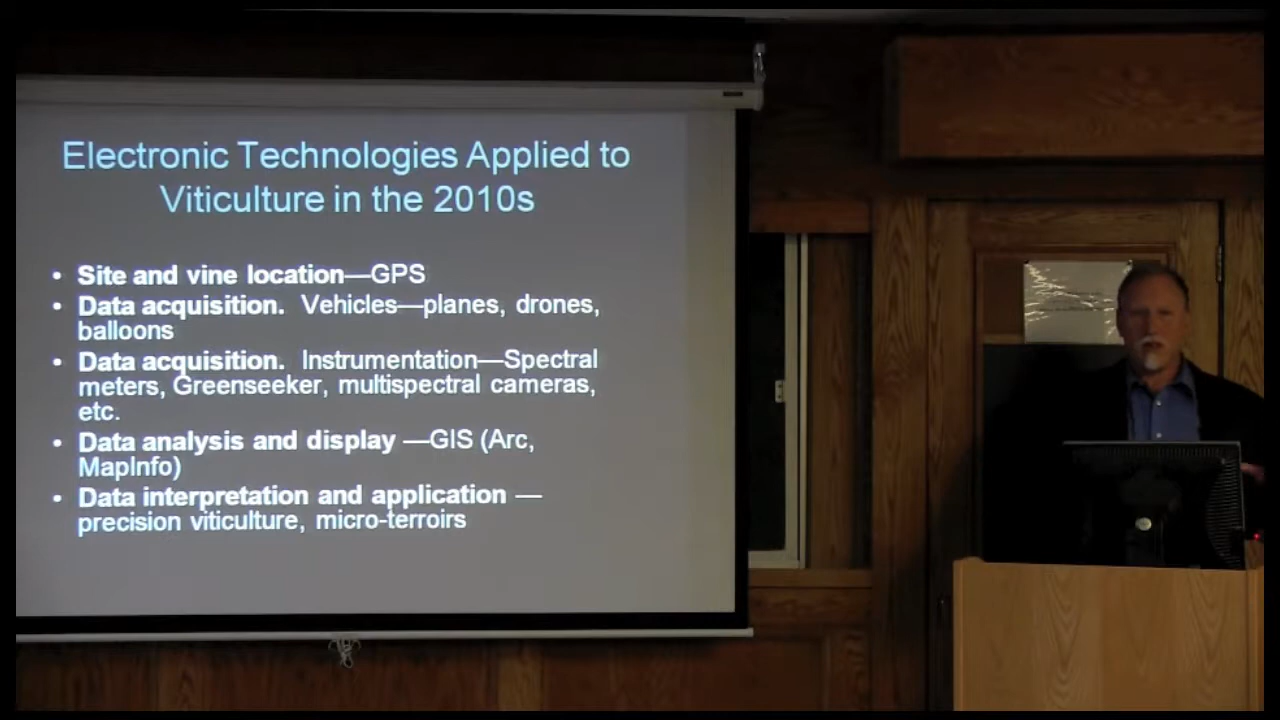 Electronic Technologies Applied to
Viticulture in the 2010s
• Site and vine location—GPS
• Data acquisition. Vehicles—planes, drones,
balloons
• Data acquisition. Instrumentation—Spectral
meters, Greenseeker, multispectral cameras,
etc.
• Data analysis and display —GIS (Arc,
MapInfo)
• Data interpretation and application —
precision viticulture, micro-terroirs